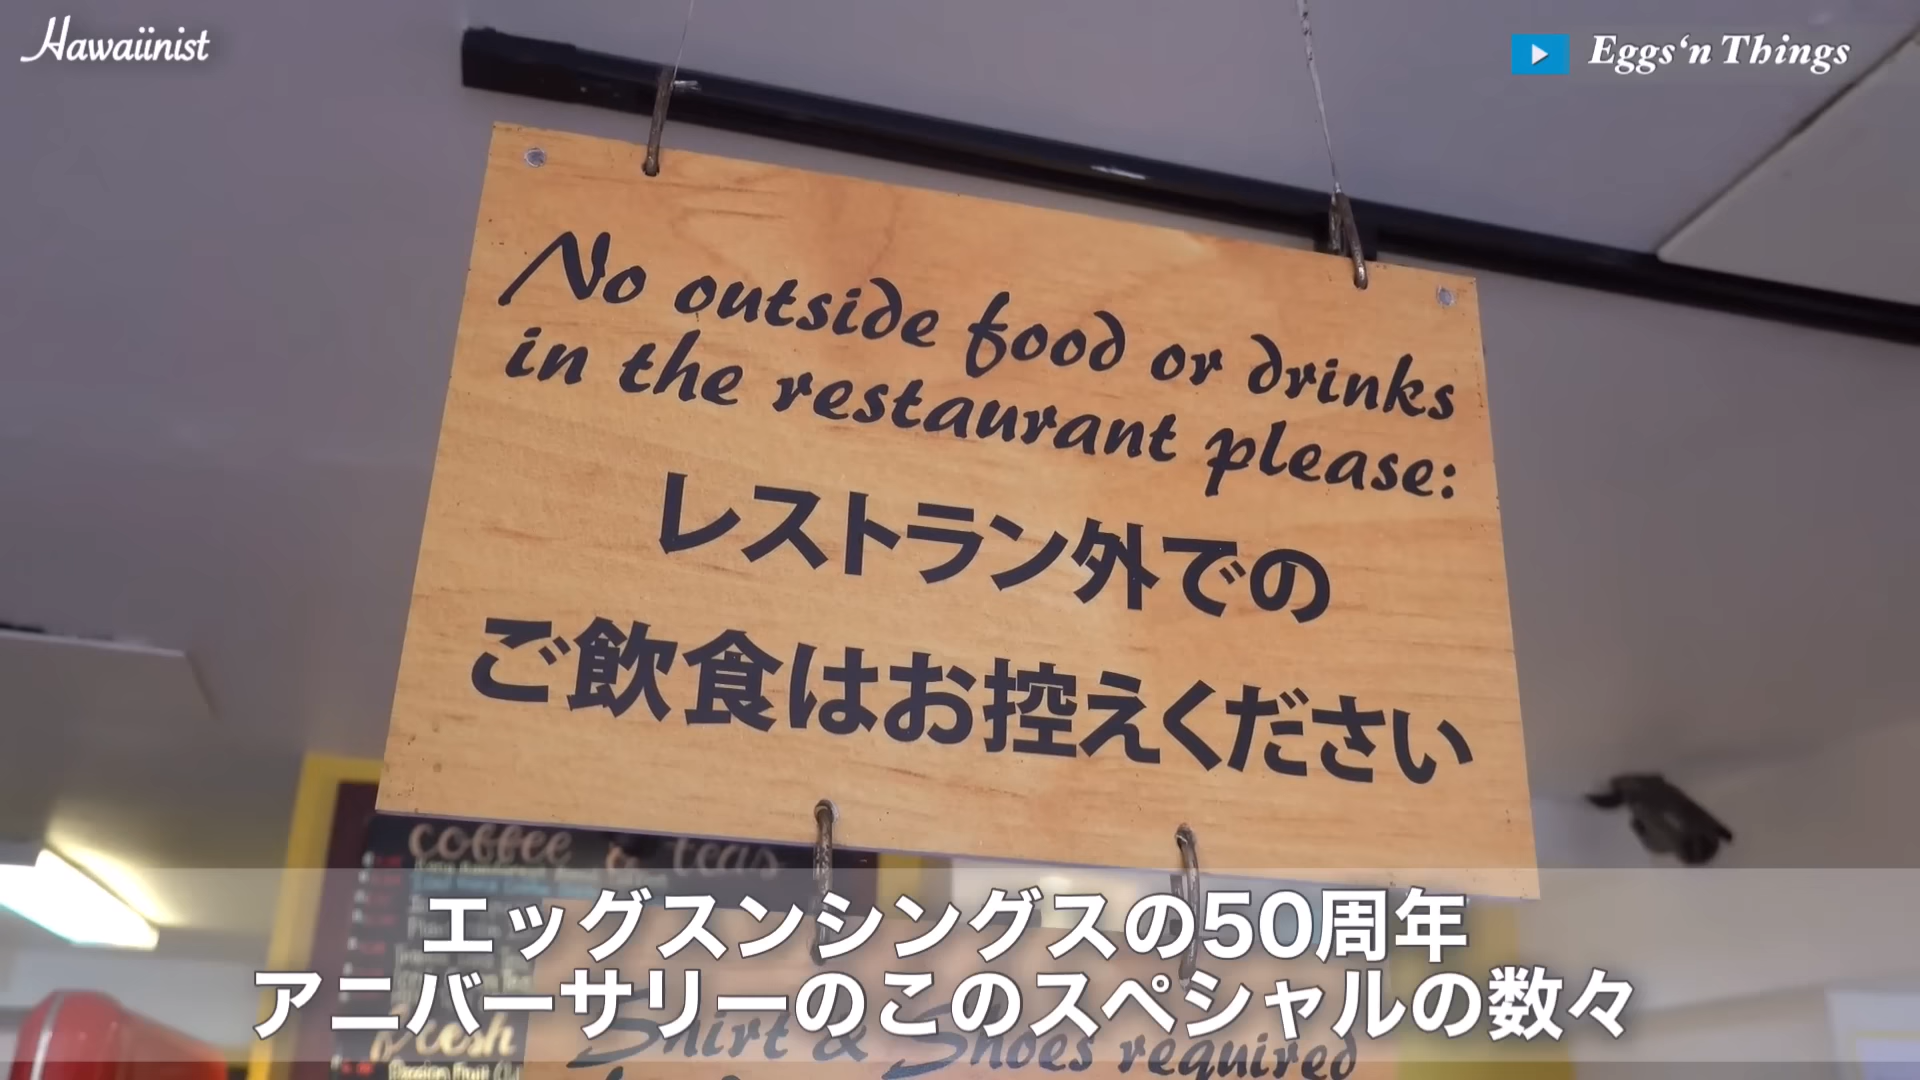 Hawaiinist
Eggs'n Things
No outside food or drinks
in the restaurant please:
レストラン外での
ご飲食はお控えください
coffee & teas
エッグスンシングスの50周年
アニバーサリーのこのスペシャルの数々
fresh
Shirt & Shoes required